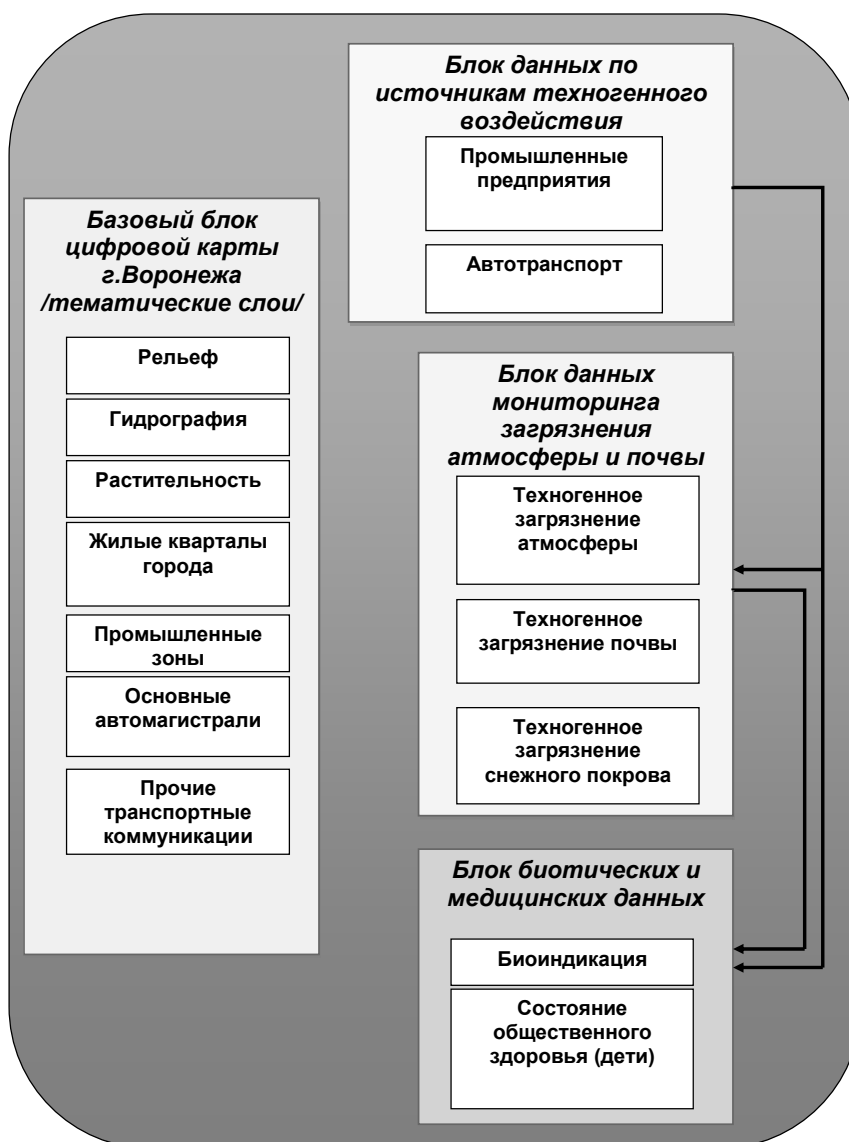 Блок данных по
источникам техногенного
воздействия
Промышленные
предприятия
Автотранспорт
Базовый блок
цифровой карты
г.Воронежа
/тематические слои/
Рельеф
Гидрография
Растительность
Жилые кварталы
города
Промышленные
зоны
Основные
автомагистрали
Прочие
транспортные
коммуникации
Блок данных
мониторинга
загрязнения
атмосферы и почвы
Техногенное
загрязнение
атмосферы
Техногенное
загрязнение почвы
Техногенное
загрязнение
снежного покрова
Блок биотических и
медицинских данных
Биоиндикация
Состояние
общественного
здоровья (дети)